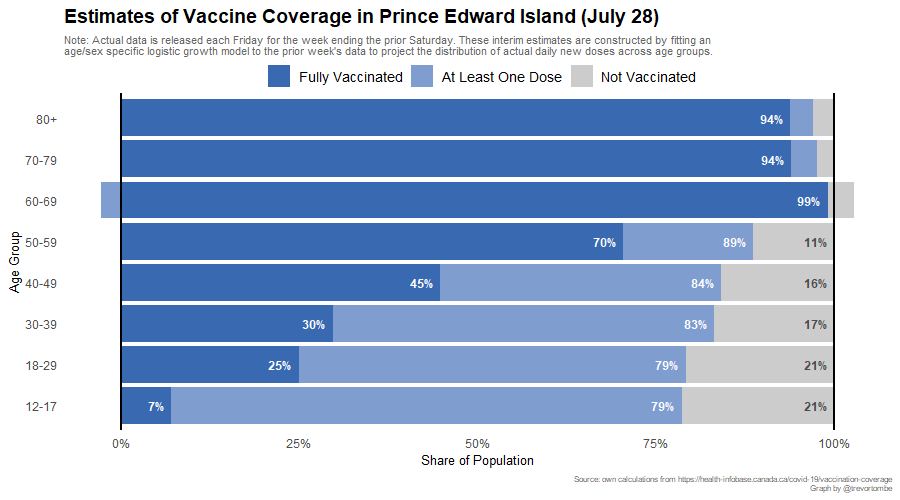 Estimates of Vaccine Coverage in Prince Edward Island (July 28)
Note: Actual data is released each Friday for the week ending the prior Saturday. These interim estimates are constructed by fitting an
age/sex specific logistic growth model to the prior week's data to project the distribution of actual daily new doses across age groups.
Fully Vaccinated At Least One Dose Not Vaccinated
80+ 94%
70-79 94%
60-69 99%
50-59 70% 89% 11%
Age Group
40-49 45% 84% 16%
30-39 30% 83% 17%
18-29 25% 79% 21%
12-17 7% 79% 21%
0% 25% 50% 75% 100%
Share of Population
Source: own calculations from https://health-infobase.canada.ca/covid-19/vaccination-coverage
Graph by @trevortombe